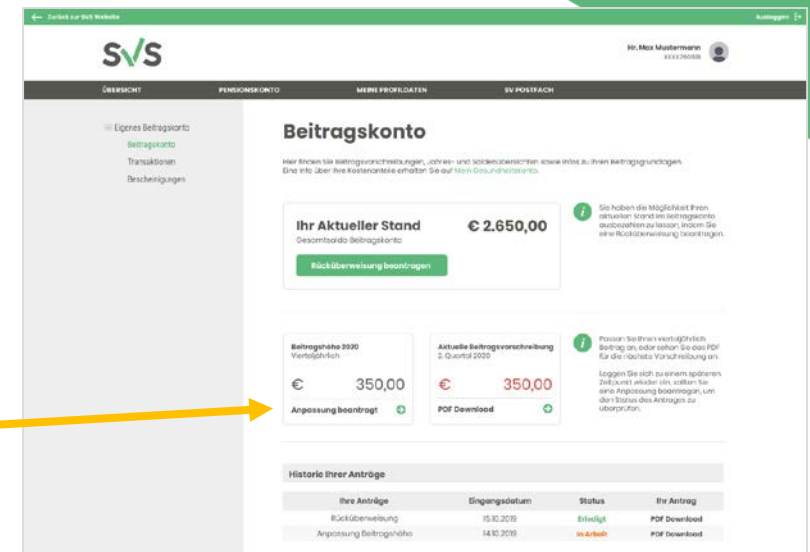 Zurück zur SVS Website
Ausloggen
SVS
Hr. Max Mustermann
ÜBERSICHT PENSIONSKONTO MEINE PROFILDATEN SV POSTFACH
Eigenes Beitragskonto
Beitragskonto
Transaktionen
Bescheinigungen
Beitragskonto
Hier finden Sie Beitragsvorschreibungen, Jahres- und Saldenübersichten sowie Infos zu Ihren Beitragsgrundlagen.
Eine Info über Ihre Kostenanteile erhalten Sie auf Mein Gesundheitskonto.
Ihr Aktueller Stand € 2.650,00
Gesamtsaldo Beitragskonto
Rücküberweisung beantragen
Sie haben die Möglichkeit Ihren
aktuellen Stand im Beitragskonto
ausbezahlen zu lassen, indem Sie
eine Rücküberweisung beantragen.
Beitragshöhe 2020
Vierteljährlich
€ 350,00
Anpassung beantragt
Aktuelle Beitragsvorschreibung
2. Quartal 2020
€ 350,00
PDF Download
Passen Sie Ihren vierteljährlich
Beitrag an, oder sehen Sie das PDF
für die nächste Vorschreibung an.
Loggen Sie sich zu einem späteren
Zeitpunkt wieder ein, sollten Sie
eine Anpassung beantragen, um
den Status des Antrages zu
überprüfen.
Historie Ihrer Anträge
Ihre Anträge Eingangsdatum Status Ihr Antrag
Rücküberweisung 15.10.2019 Erledigt PDF Download
Anpassung Beitragshöhe 14.10.2019 In Arbeit PDF Download